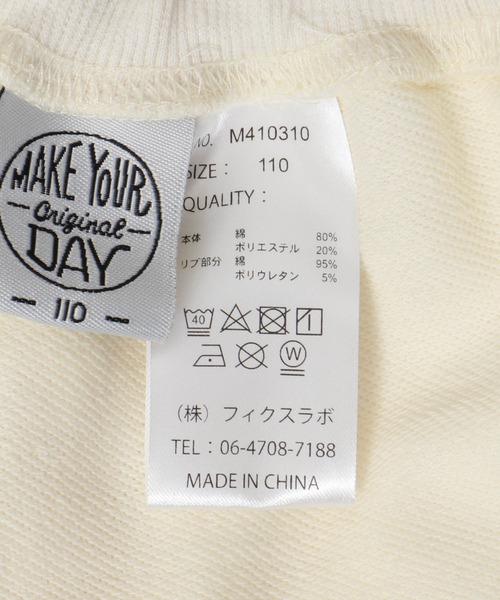 MAKE YOUR
Original
DAY
110
NO. M410310
SIZE : 110
QUALITY :
本体 綿 80%
ポリエステル 20%
リブ部分 綿 95%
ポリウレタン 5%
40
W
(株) フィクスラボ
TEL : 06-4708-7188
MADE IN CHINA